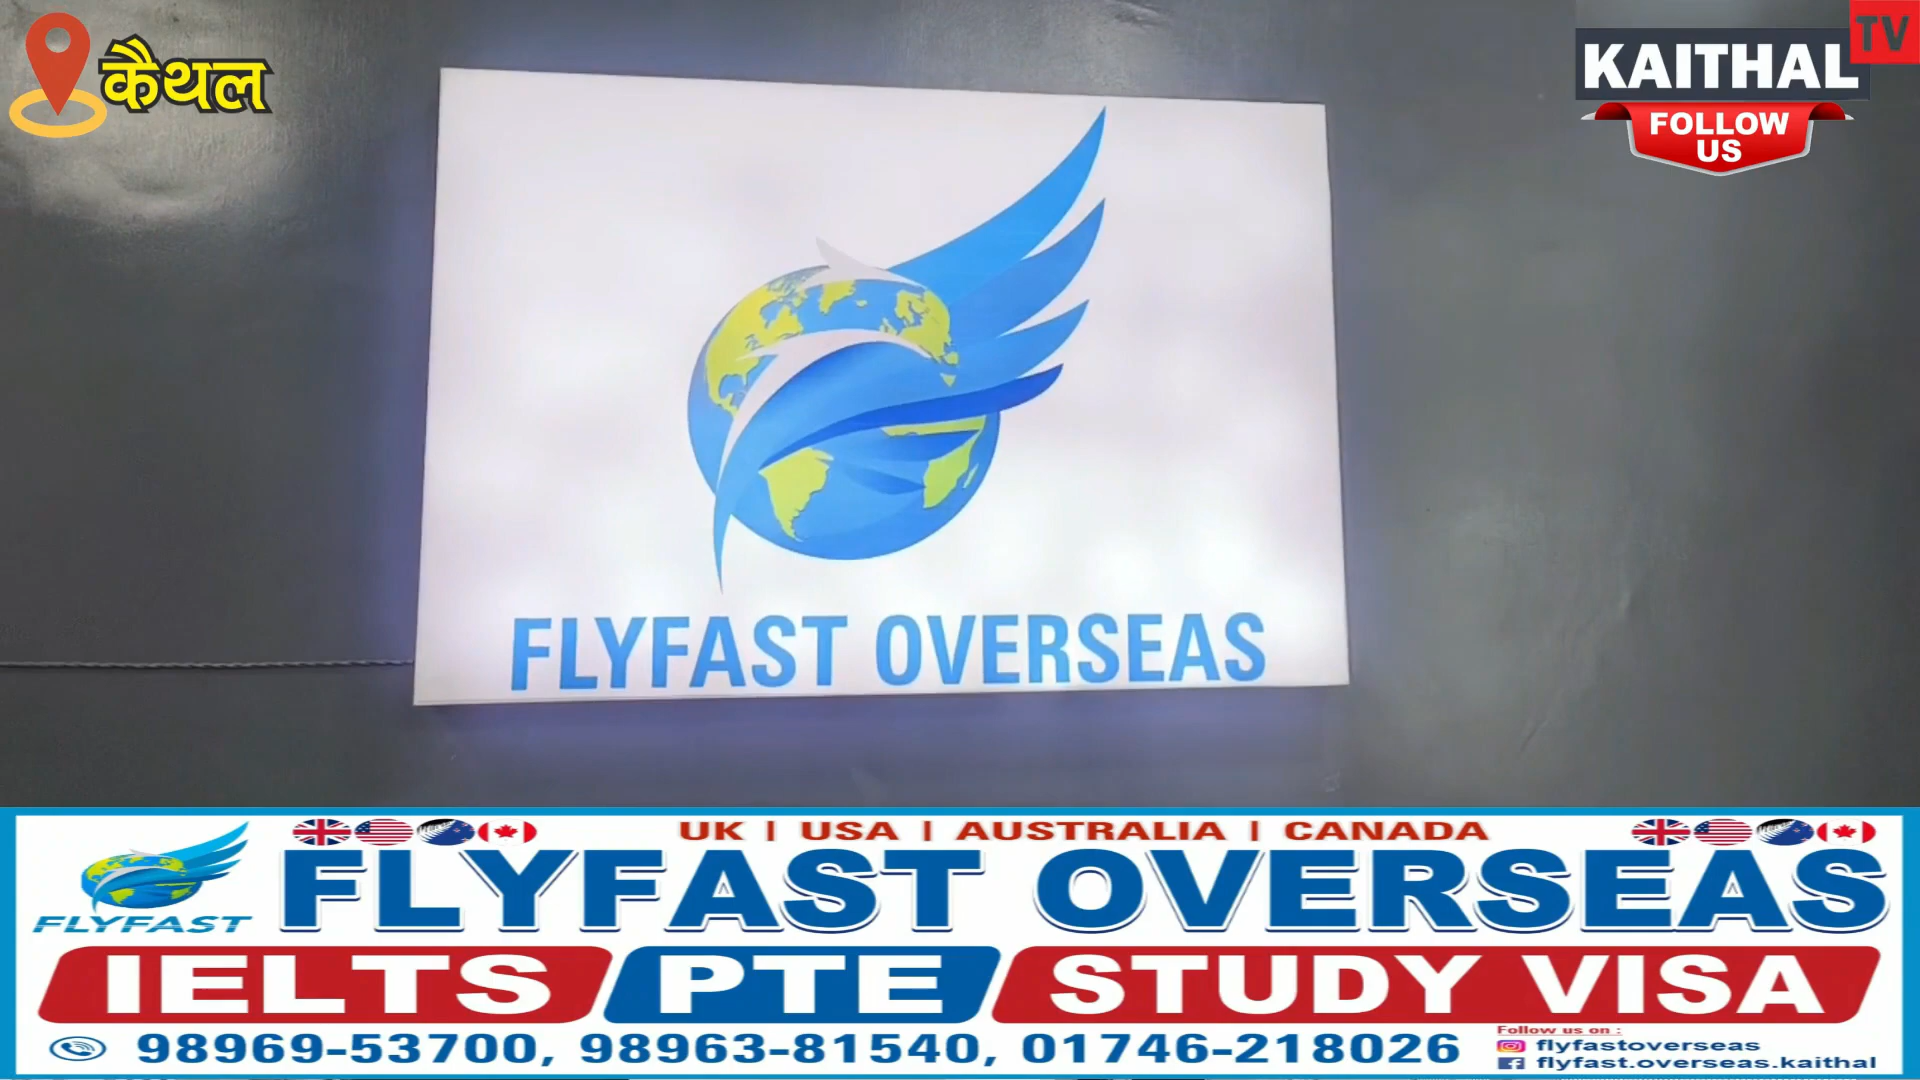 कैथल
KAITHAL TV
FOLLOW
US
FLYFAST OVERSEAS
UK | USA | AUSTRALIA | CANADA
FLYFAST
FLYFAST OVERSEAS
IELTS PTE STUDY VISA
98969-53700, 98963-81540, 01746-218026
Follow us on :
flyfastoverseas
flyfast.overseas.kaithal